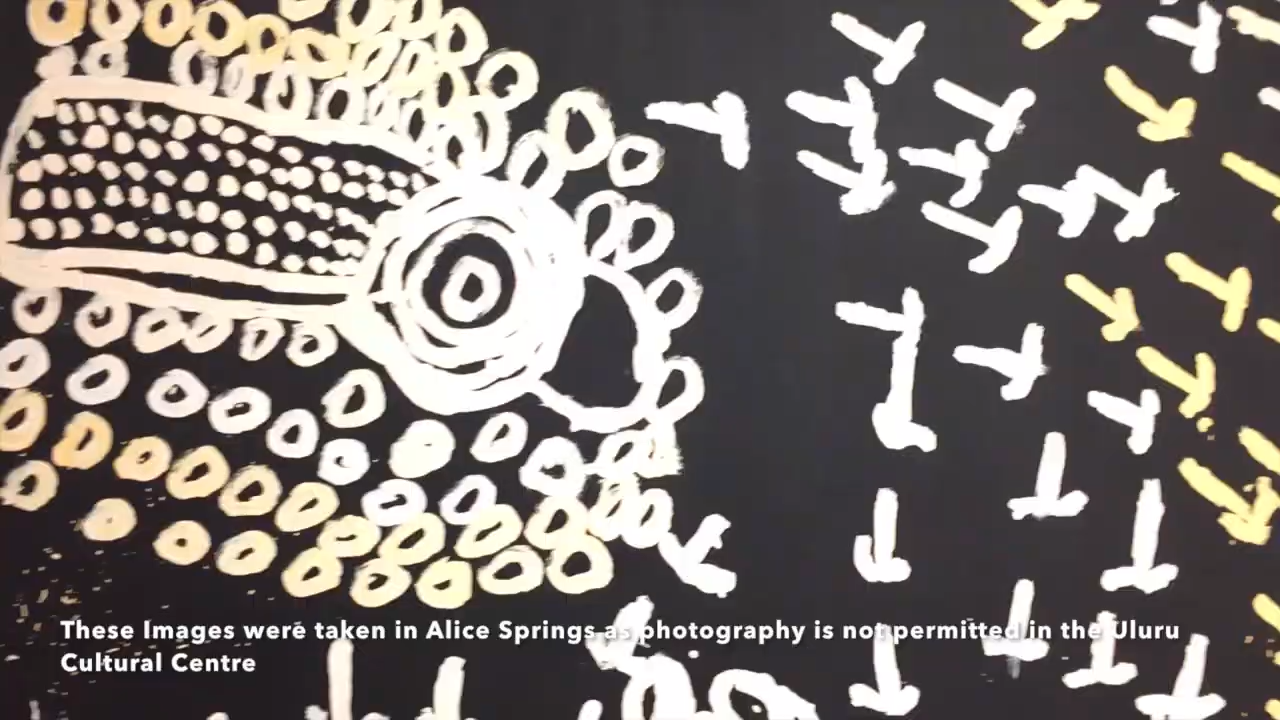 These Images were taken in Alice Springs as photography is not permitted in the Uluru
Cultural Centre